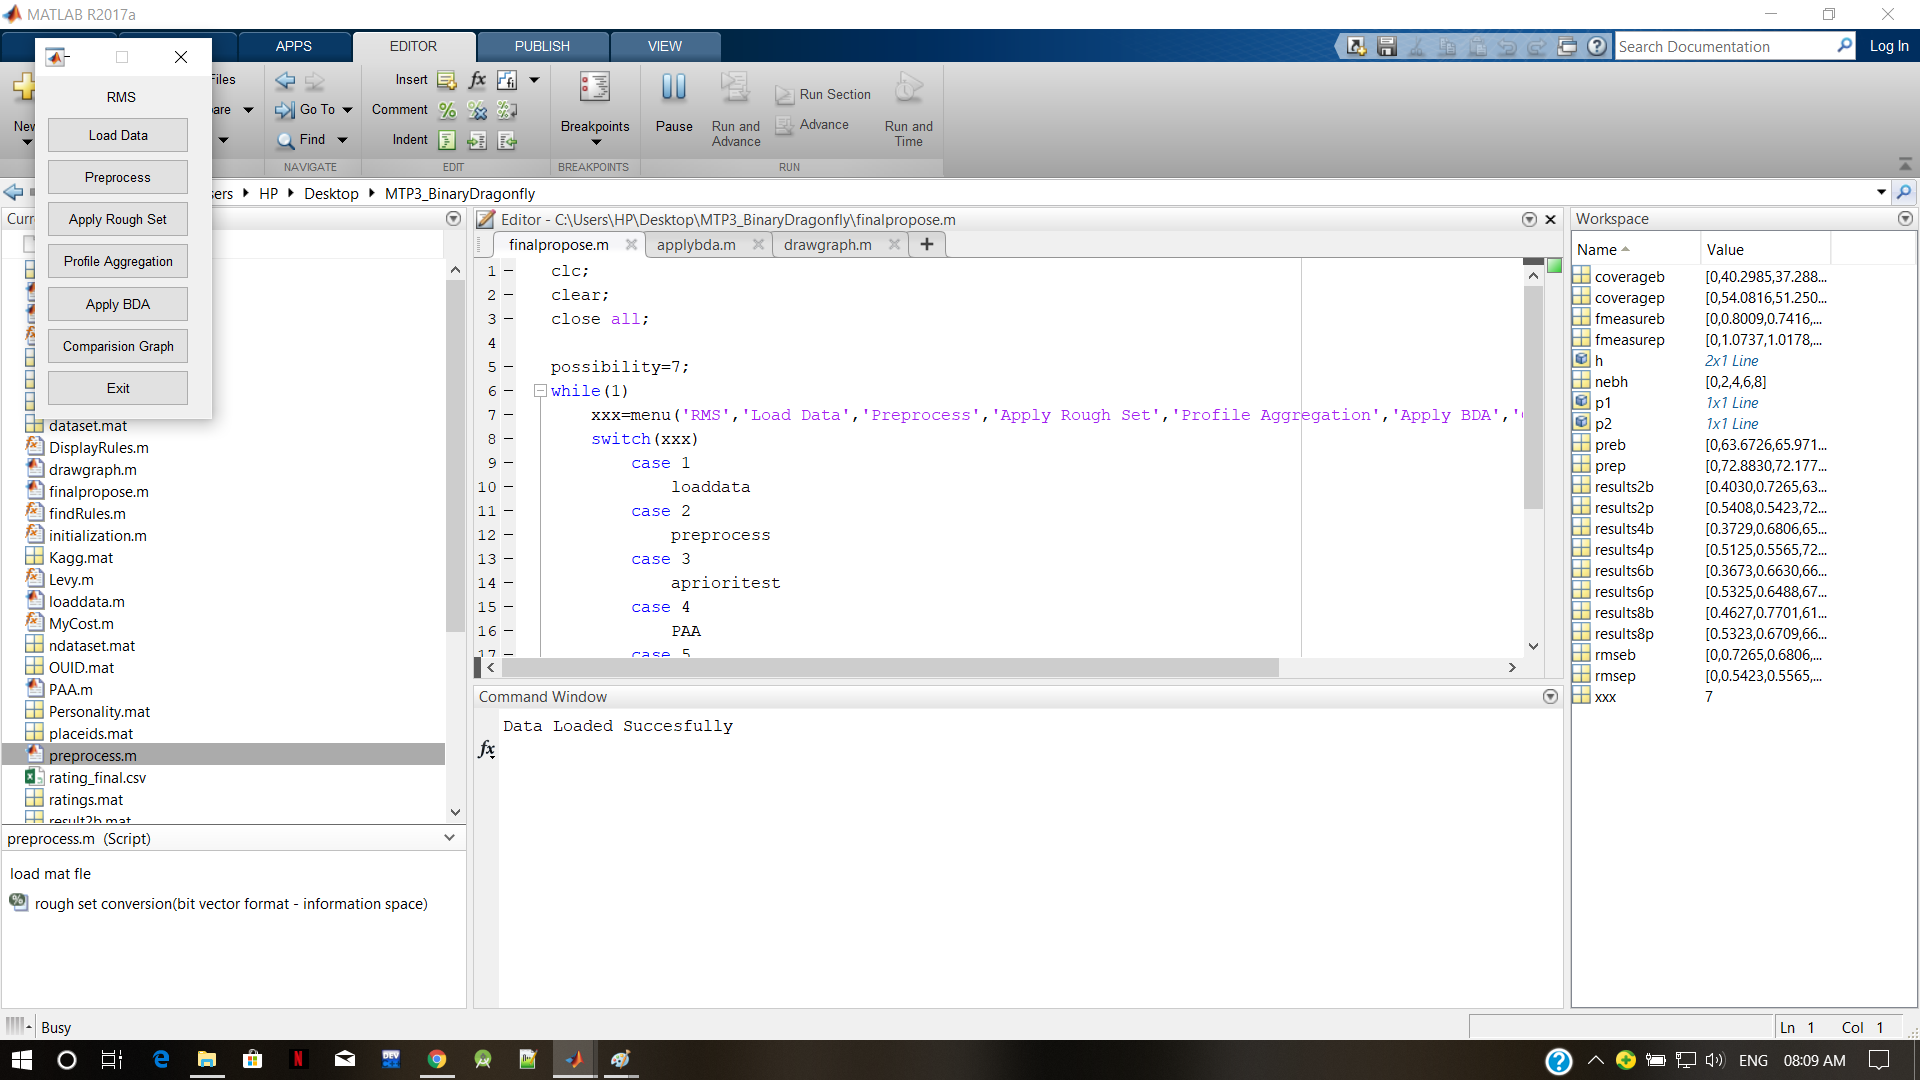 MATLAB R2017a
APPS
EDITOR
PUBLISH
VIEW
Search Documentation
Log In
RMS
Load Data
Preprocess
Apply Rough Set
Profile Aggregation
Apply BDA
Comparision Graph
Exit
New
Files
Go To
Find
NAVIGATE
Insert
Comment
Indent
EDIT
Breakpoints
BREAKPOINTS
Pause
Run and Advance
Run Section
Advance
Run and Time
RUN
HP
Desktop
MTP3_BinaryDragonfly
dataset.mat
DisplayRules.m
drawgraph.m
finalpropose.m
findRules.m
initialization.m
Kagg.mat
Levy.m
loaddata.m
MyCost.m
ndataset.mat
OUID.mat
PAA.m
Personality.mat
placeids.mat
preprocess.m
rating_final.csv
ratings.mat
result2b.mat
preprocess.m (Script)
load mat fle
rough set conversion(bit vector format - information space)
Editor - C:\Users\HP\Desktop\MTP3_BinaryDragonfly\finalpropose.m
finalpropose.m
applybda.m
drawgraph.m
1 clc;
2 clear;
3 close all;
4
5 possibility=7;
6 while(1)
7 xxx=menu('RMS','Load Data','Preprocess','Apply Rough Set','Profile Aggregation','Apply BDA','
8 switch(xxx)
9 case 1
10 loaddata
11 case 2
12 preprocess
13 case 3
14 aprioritest
15 case 4
16 PAA
17 case 5
Command Window
Data Loaded Succesfully
fx
Workspace
Name Value
coverageb [0,40.2985,37.288...
coveragep [0,54.0816,51.250...
fmeasureb [0,0.8009,0.7416,...
fmeasurep [0,1.0737,1.0178,...
h 2x1 Line
nebh [0,2,4,6,8]
p1 1x1 Line
p2 1x1 Line
preb [0,63.6726,65.971...
prep [0,72.8830,72.177...
results2b [0.4030,0.7265,63...
results2p [0.5408,0.5423,72...
results4b [0.3729,0.6806,65...
results4p [0.5125,0.5565,72...
results6b [0.3673,0.6630,66...
results6p [0.5325,0.6488,67...
results8b [0.4627,0.7701,61...
results8p [0.5323,0.6709,66...
rmseb [0,0.7265,0.6806,...
rmsep [0,0.5423,0.5565,...
xxx 7
Busy
Ln 1 Col 1
ENG
08:09 AM